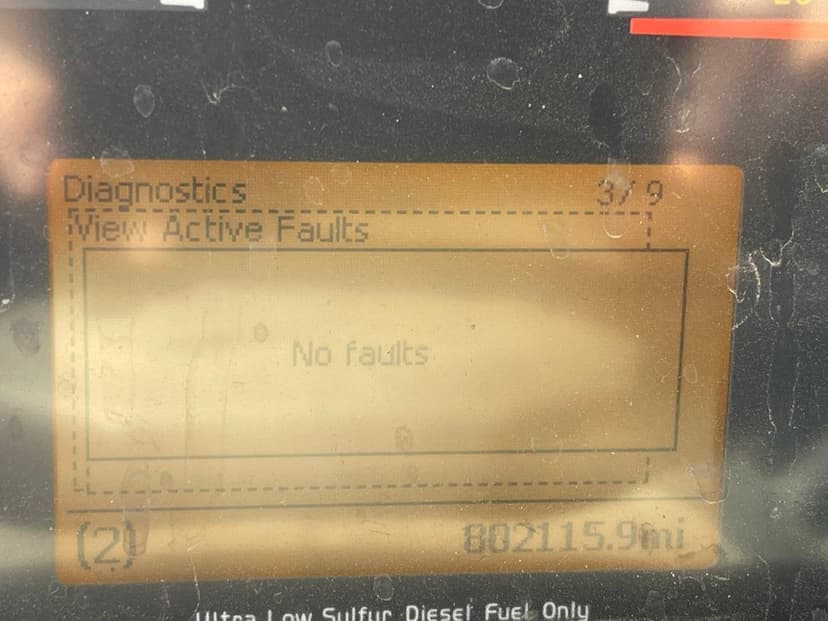 Diagnostics 3/ 9
View Active Faults
No faults
(2) 802115.9mi
Ultra Low Sulfur Diesel Fuel Only